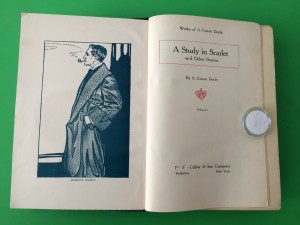 Works of A. Conan Doyle
A Study in Scarlet
and Other Stories
By A. Conan Doyle
P · F · Collier & Son Company
New York